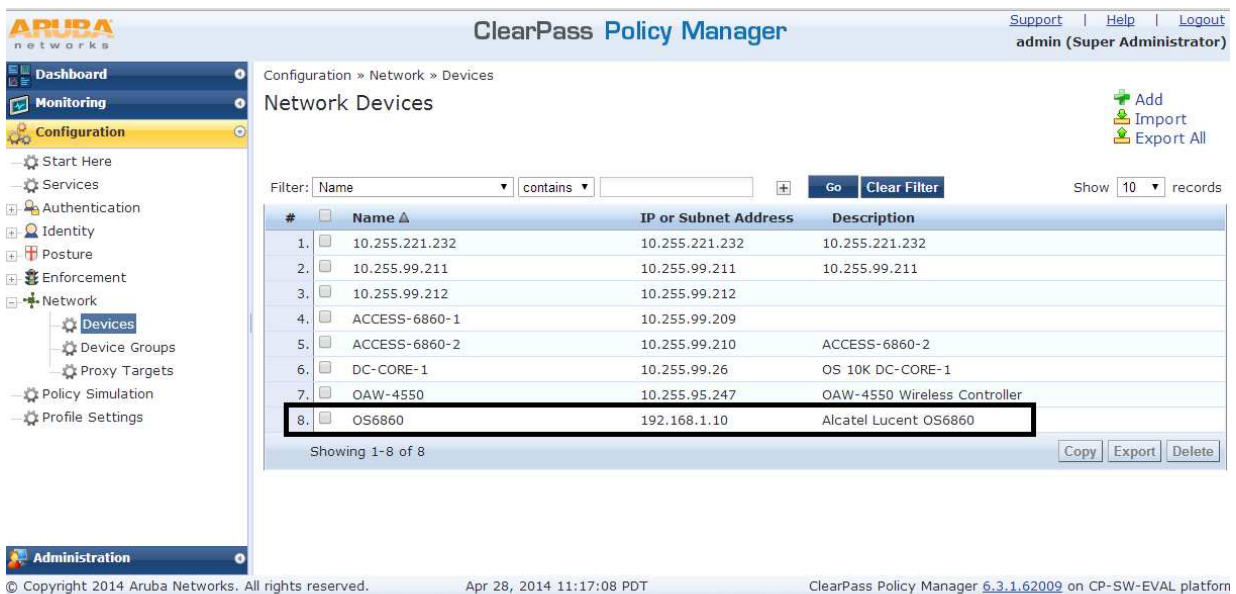 ARUBA
networks
ClearPass Policy Manager
Support | Help | Logout
admin (Super Administrator)
Dashboard
Monitoring
Configuration
Start Here
Services
Authentication
Identity
Posture
Enforcement
Network
Devices
Device Groups
Proxy Targets
Policy Simulation
Profile Settings
Administration
Configuration » Network » Devices
Network Devices
Add
Import
Export All
Filter: Name contains Go Clear Filter Show 10 records
# Name IP or Subnet Address Description
1. 10.255.221.232 10.255.221.232 10.255.221.232
2. 10.255.99.211 10.255.99.211 10.255.99.211
3. 10.255.99.212 10.255.99.212
4. ACCESS-6860-1 10.255.99.209
5. ACCESS-6860-2 10.255.99.210 ACCESS-6860-2
6. DC-CORE-1 10.255.99.26 OS 10K DC-CORE-1
7. OAW-4550 10.255.95.247 OAW-4550 Wireless Controller
8. OS6860 192.168.1.10 Alcatel Lucent OS6860
Showing 1-8 of 8 Copy Export Delete
© Copyright 2014 Aruba Networks. All rights reserved. Apr 28, 2014 11:17:08 PDT ClearPass Policy Manager 6.3.1.62009 on CP-SW-EVAL platform